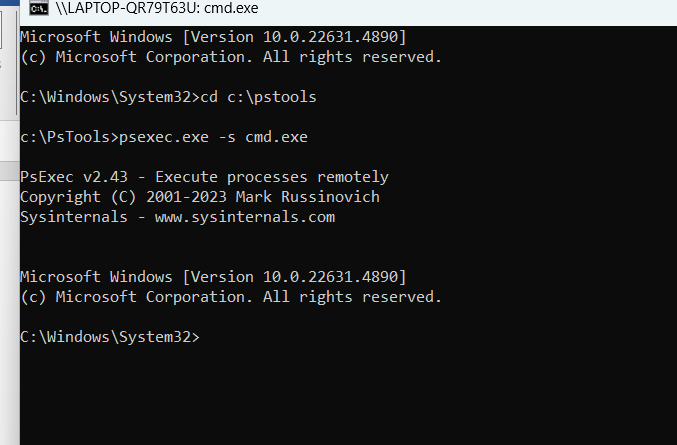 \\LAPTOP-QR79T63U: cmd.exe
Microsoft Windows [Version 10.0.22631.4890]
(c) Microsoft Corporation. All rights reserved.
C:\Windows\System32>cd c:\pstools
c:\PsTools>psexec.exe -s cmd.exe
PsExec v2.43 - Execute processes remotely
Copyright (C) 2001-2023 Mark Russinovich
Sysinternals - www.sysinternals.com
Microsoft Windows [Version 10.0.22631.4890]
(c) Microsoft Corporation. All rights reserved.
C:\Windows\System32>